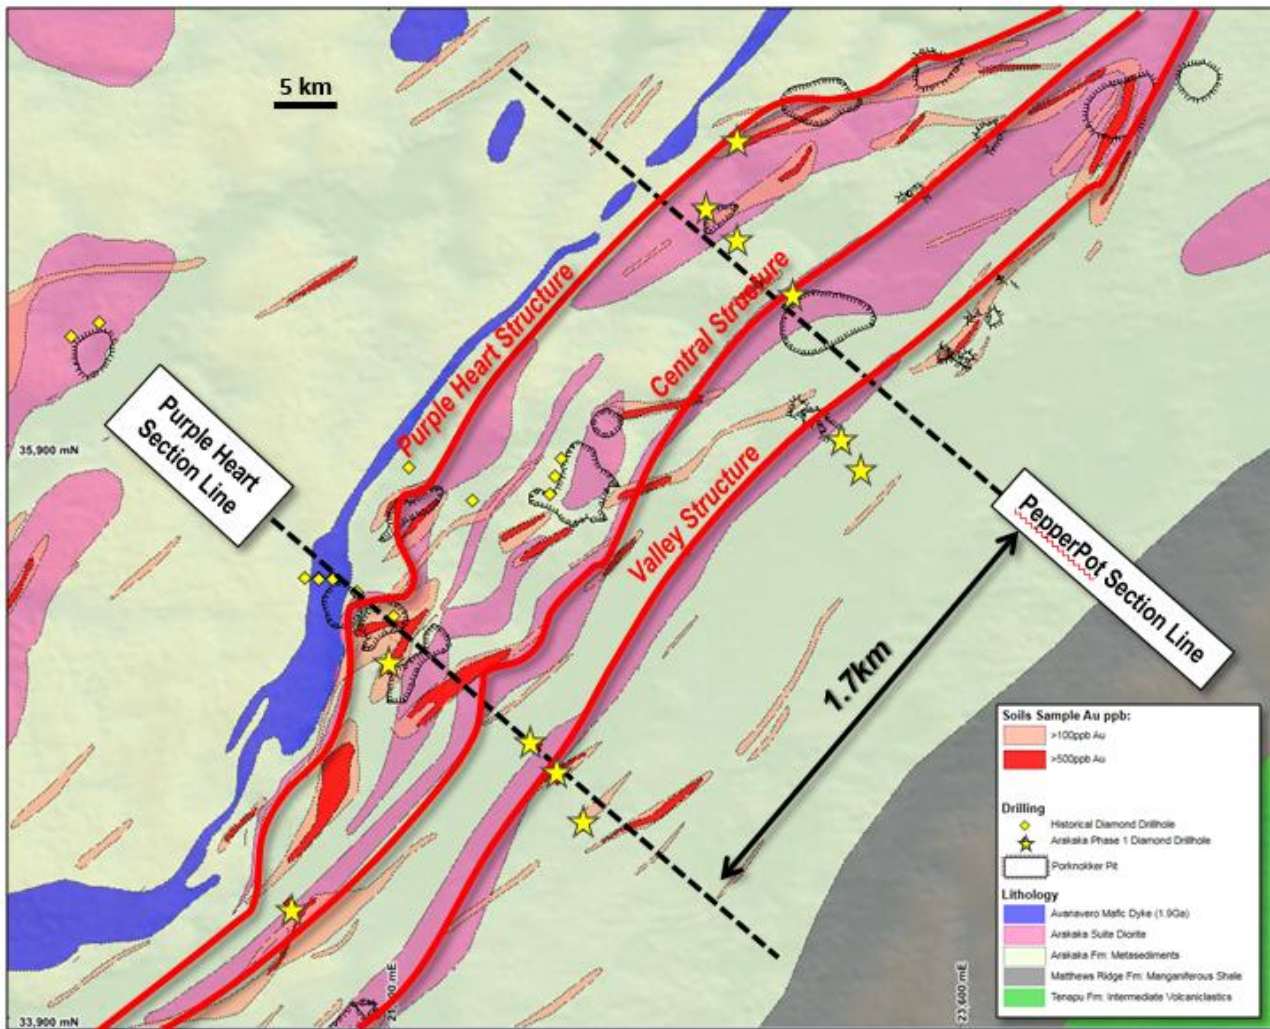 5 km
Purple Heart Structure
Central Structure
Valley Structure
Purple Heart
Section Line
35,900 mN
PepperPot Section Line
1.7km
Soils Sample Au ppb:
>100ppb Au
>500ppb Au
Drilling
Historical Diamond Drillhole
Arakaka Phase 1 Diamond Drillhole
Porknokker Pit
Lithology
Avanavero Mafic Dyke (1.9Ga)
Arakaka Suite Diorite
Arakaka Fm: Metasediments
Matthews Ridge Fm: Manganiferous Shale
Tenapu Fm: Intermediate Volcaniclastics
mE
23,600 mE
33,900 mN